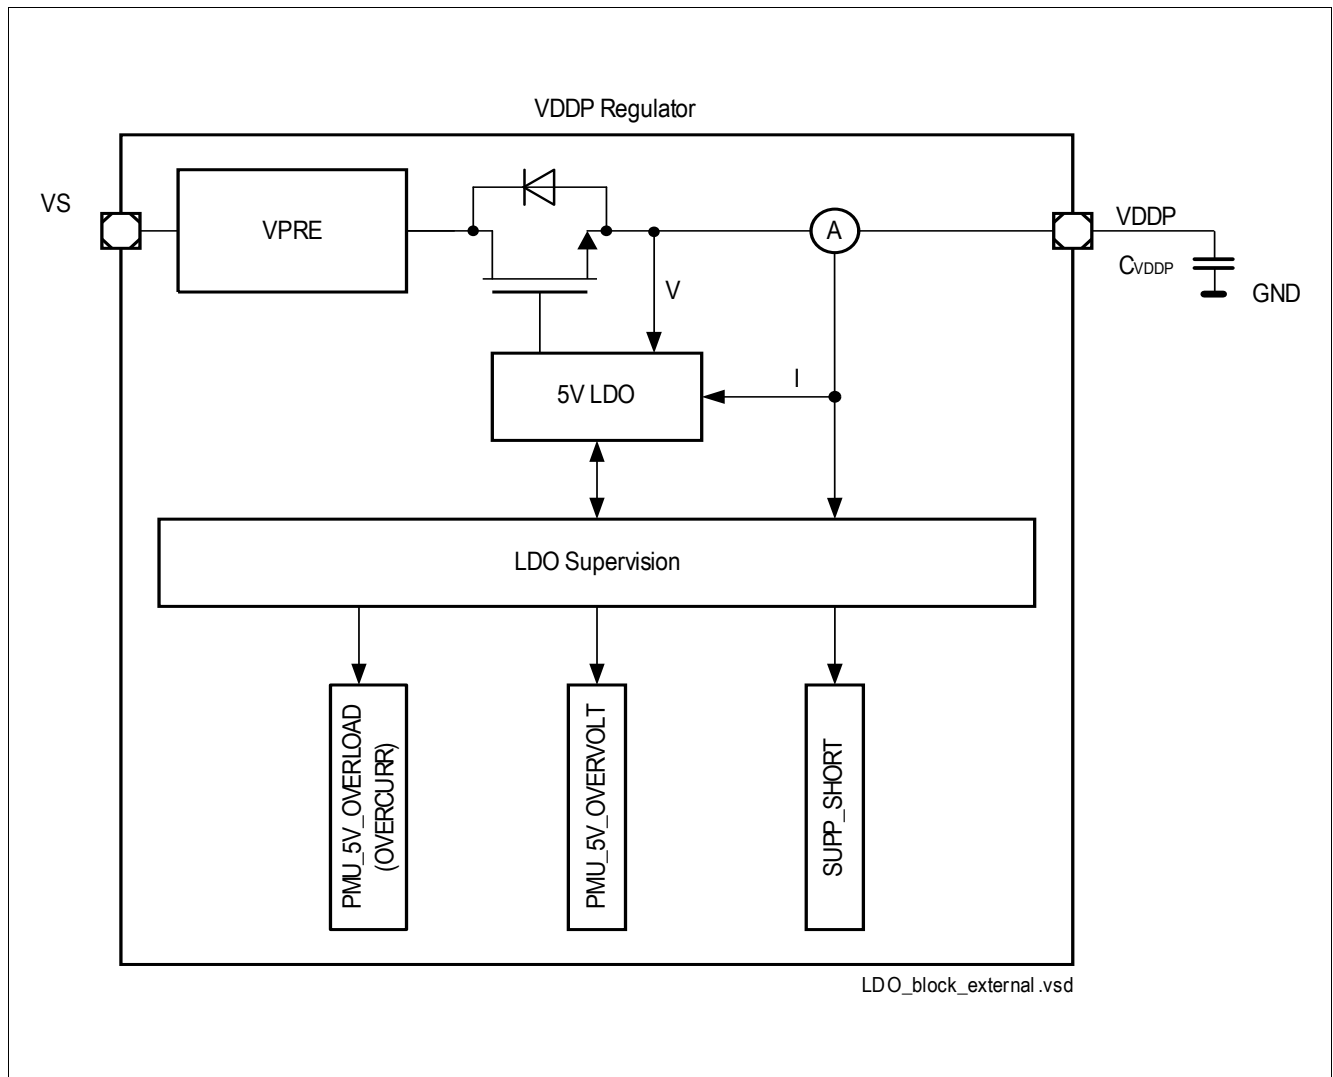 VDDP Regulator
VS
VPRE
A
VDDP
CVDDP
GND
V
5V LDO
I
LDO Supervision
PMU_5V_OVERLOAD
(OVERCURR)
PMU_5V_OVERVOLT
SUPP_SHORT
LDO_block_external.vsd